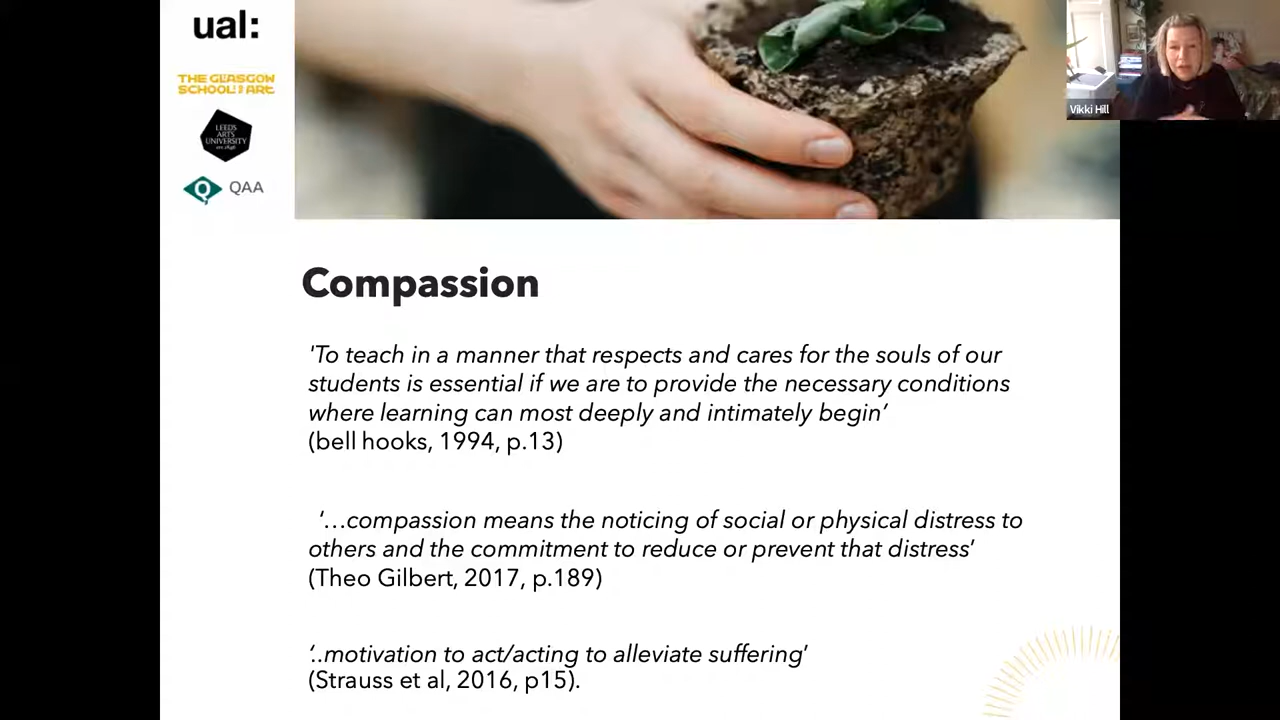 ual:
THE GLASGOW
SCHOOL OF ART
LEEDS
ARTS
UNIVERSITY
QAA
Vikki Hill
Compassion
'To teach in a manner that respects and cares for the souls of our
students is essential if we are to provide the necessary conditions
where learning can most deeply and intimately begin’
(bell hooks, 1994, p.13)
‘…compassion means the noticing of social or physical distress to
others and the commitment to reduce or prevent that distress’
(Theo Gilbert, 2017, p.189)
‘..motivation to act/acting to alleviate suffering’
(Strauss et al, 2016, p15).